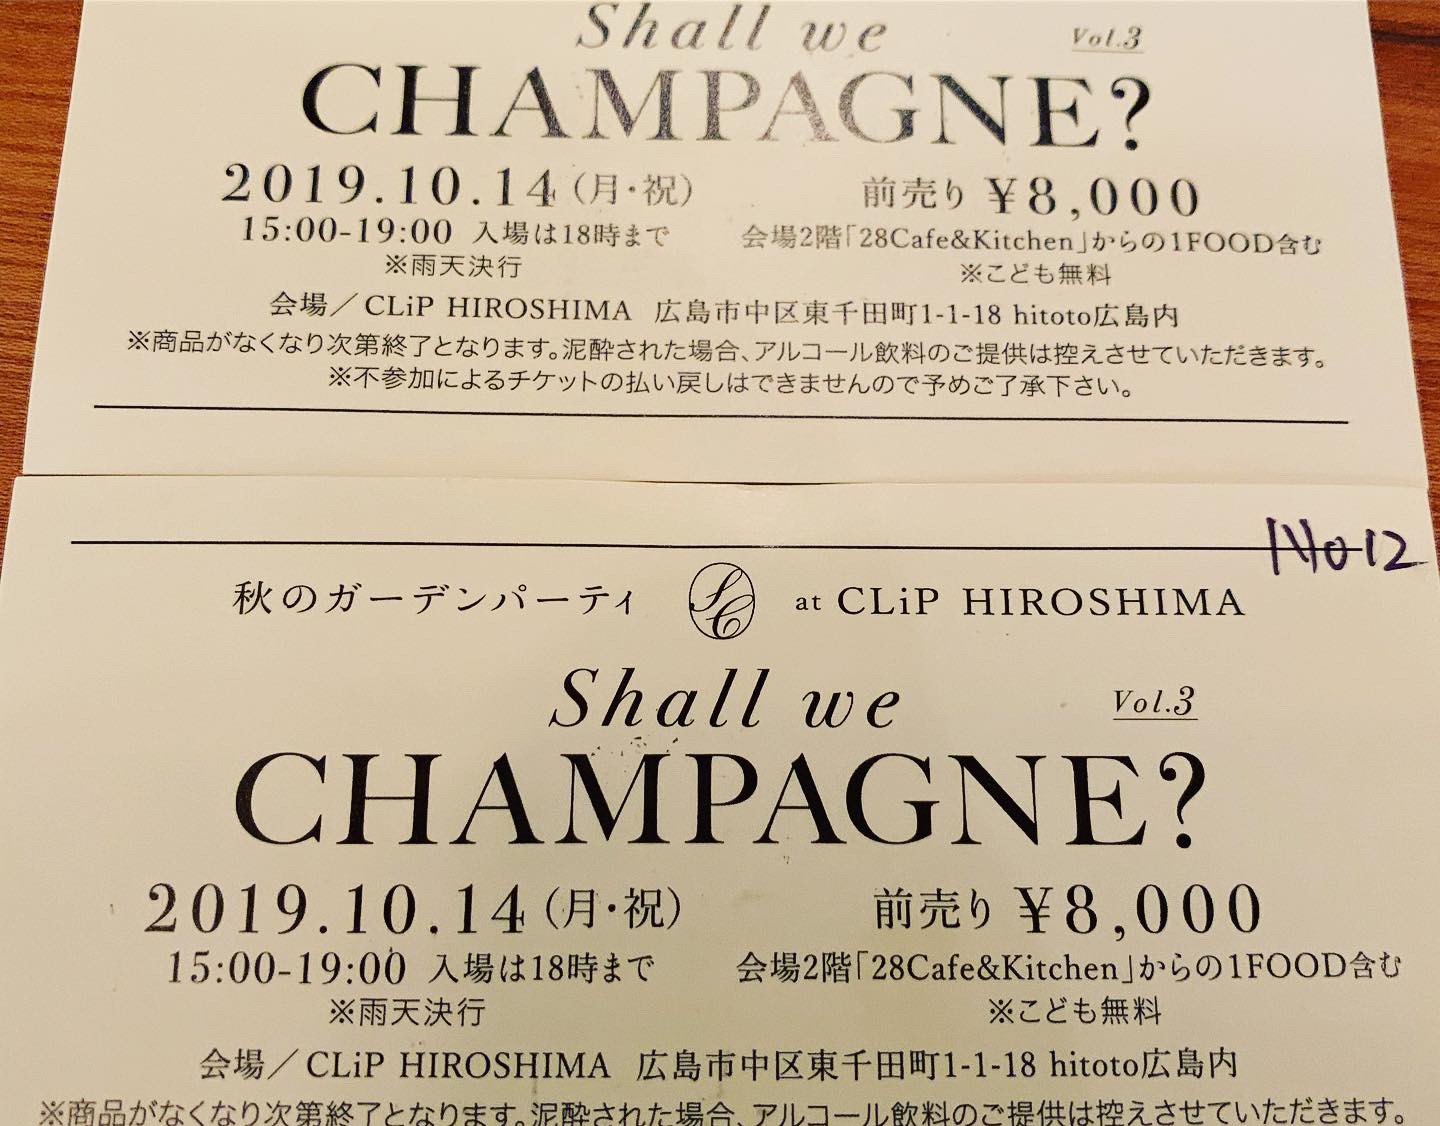 Shall we Vol.3
CHAMPAGNE?
2019.10.14(月・祝) 前売り ¥8,000
15:00-19:00 入場は18時まで 会場2階「28Cafe&Kitchen」からの1FOOD含む
※雨天決行 ※こども無料
会場／CLiP HIROSHIMA 広島市中区東千田町1-1-18 hitoto広島内
※商品がなくなり次第終了となります。泥酔された場合、アルコール飲料のご提供は控えさせていただきます。
※不参加によるチケットの払い戻しはできませんので予めご了承下さい。
No 12
秋のガーデンパーティ SC at CLiP HIROSHIMA
Shall we Vol.3
CHAMPAGNE?
2019.10.14(月・祝) 前売り ¥8,000
15:00-19:00 入場は18時まで 会場2階「28Cafe&Kitchen」からの1FOOD含む
※雨天決行 ※こども無料
会場／CLiP HIROSHIMA 広島市中区東千田町1-1-18 hitoto広島内
※商品がなくなり次第終了となります。泥酔された場合、アルコール飲料のご提供は控えさせていただきます。